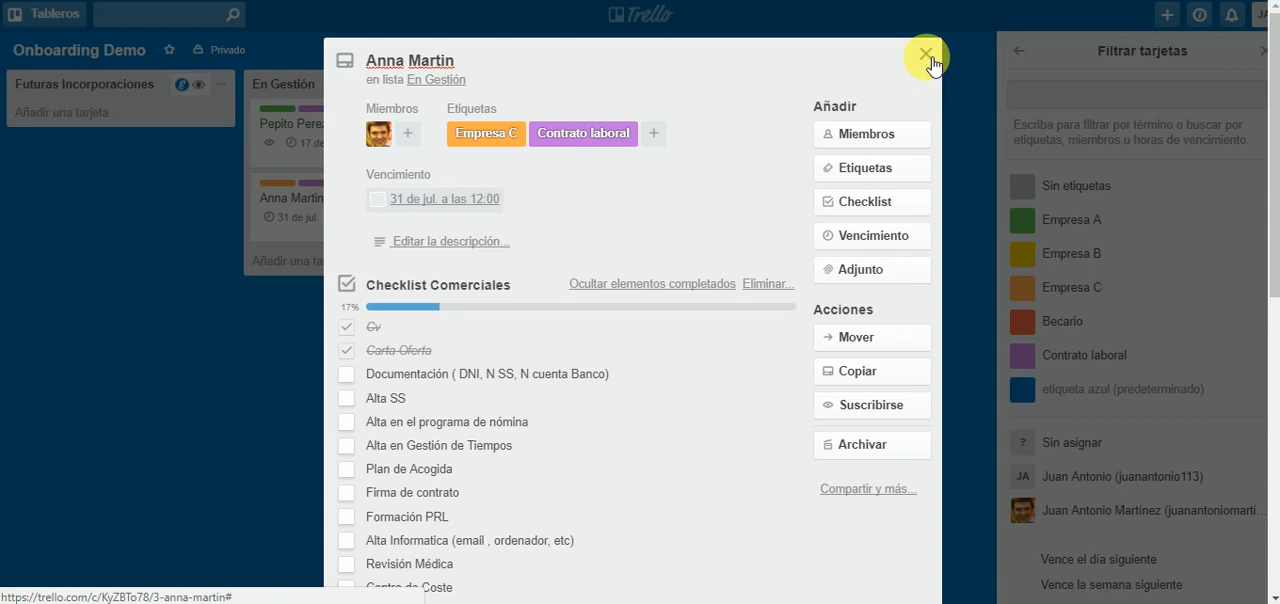 Tableros
Trello
JA
Onboarding Demo
Privado
Futuras Incorporaciones
...
Añadir una tarjeta...
En Gestión
Pepito Perez
17 de
Anna Martin
31 de jul.
Añadir una ta
Anna Martin
en lista En Gestión
Miembros
Etiquetas
+
Empresa C
Contrato laboral
+
Vencimiento
31 de jul. a las 12:00
Editar la descripción...
Checklist Comerciales
Ocultar elementos completados
Eliminar...
17%
Cv
Carta Oferta
Documentación ( DNI, N SS, N cuenta Banco)
Alta SS
Alta en el programa de nómina
Alta en Gestión de Tiempos
Plan de Acogida
Firma de contrato
Formación PRL
Alta Informatica (email , ordenador, etc)
Revisión Médica
Centro de Coste
Añadir
Miembros
Etiquetas
Checklist
Vencimiento
Adjunto
Acciones
Mover
Copiar
Suscribirse
Archivar
Compartir y más...
Filtrar tarjetas
Escriba para filtrar por término o buscar por
etiquetas, miembros u horas de vencimiento.
Sin etiquetas
Empresa A
Empresa B
Empresa C
Becario
Contrato laboral
etiqueta azul (predeterminado)
? Sin asignar
JA Juan Antonio (juanantonio113)
Juan Antonio Martínez (juanantoniomarti...
Vence el día siguiente
Vence la semana siguiente
https://trello.com/c/KyZBTo78/3-anna-martin#